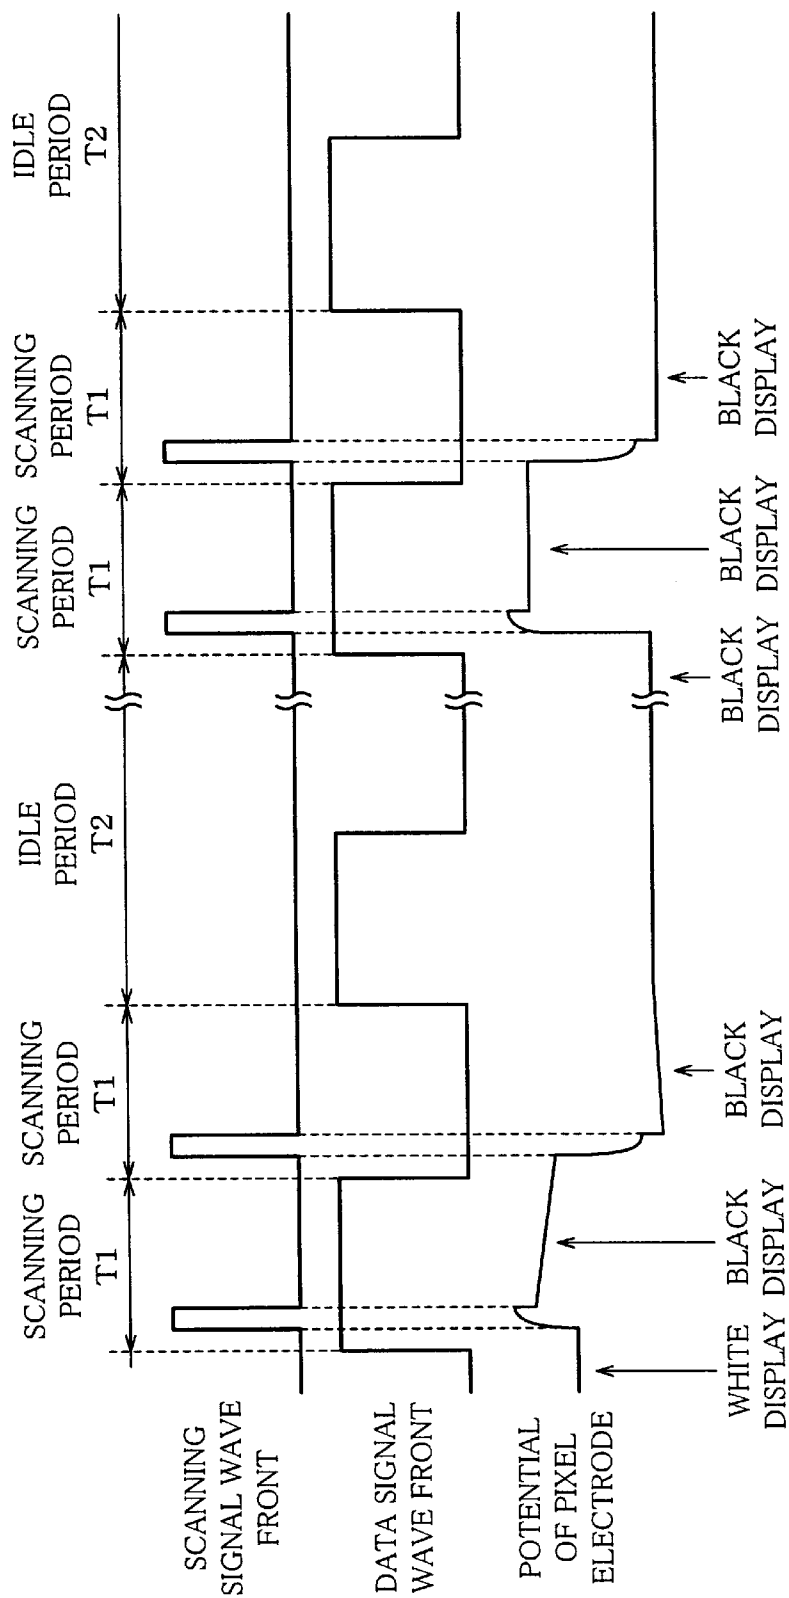 SCANNING
PERIOD
T1
SCANNING
PERIOD
T1
IDLE
PERIOD
T2
SCANNING
PERIOD
T1
SCANNING
PERIOD
T1
IDLE
PERIOD
T2
SCANNING
SIGNAL WAVE
FRONT
DATA SIGNAL
WAVE FRONT
POTENTIAL
OF PIXEL
ELECTRODE
WHITE
DISPLAY
BLACK
DISPLAY
BLACK
DISPLAY
BLACK
DISPLAY
BLACK
DISPLAY
BLACK
DISPLAY